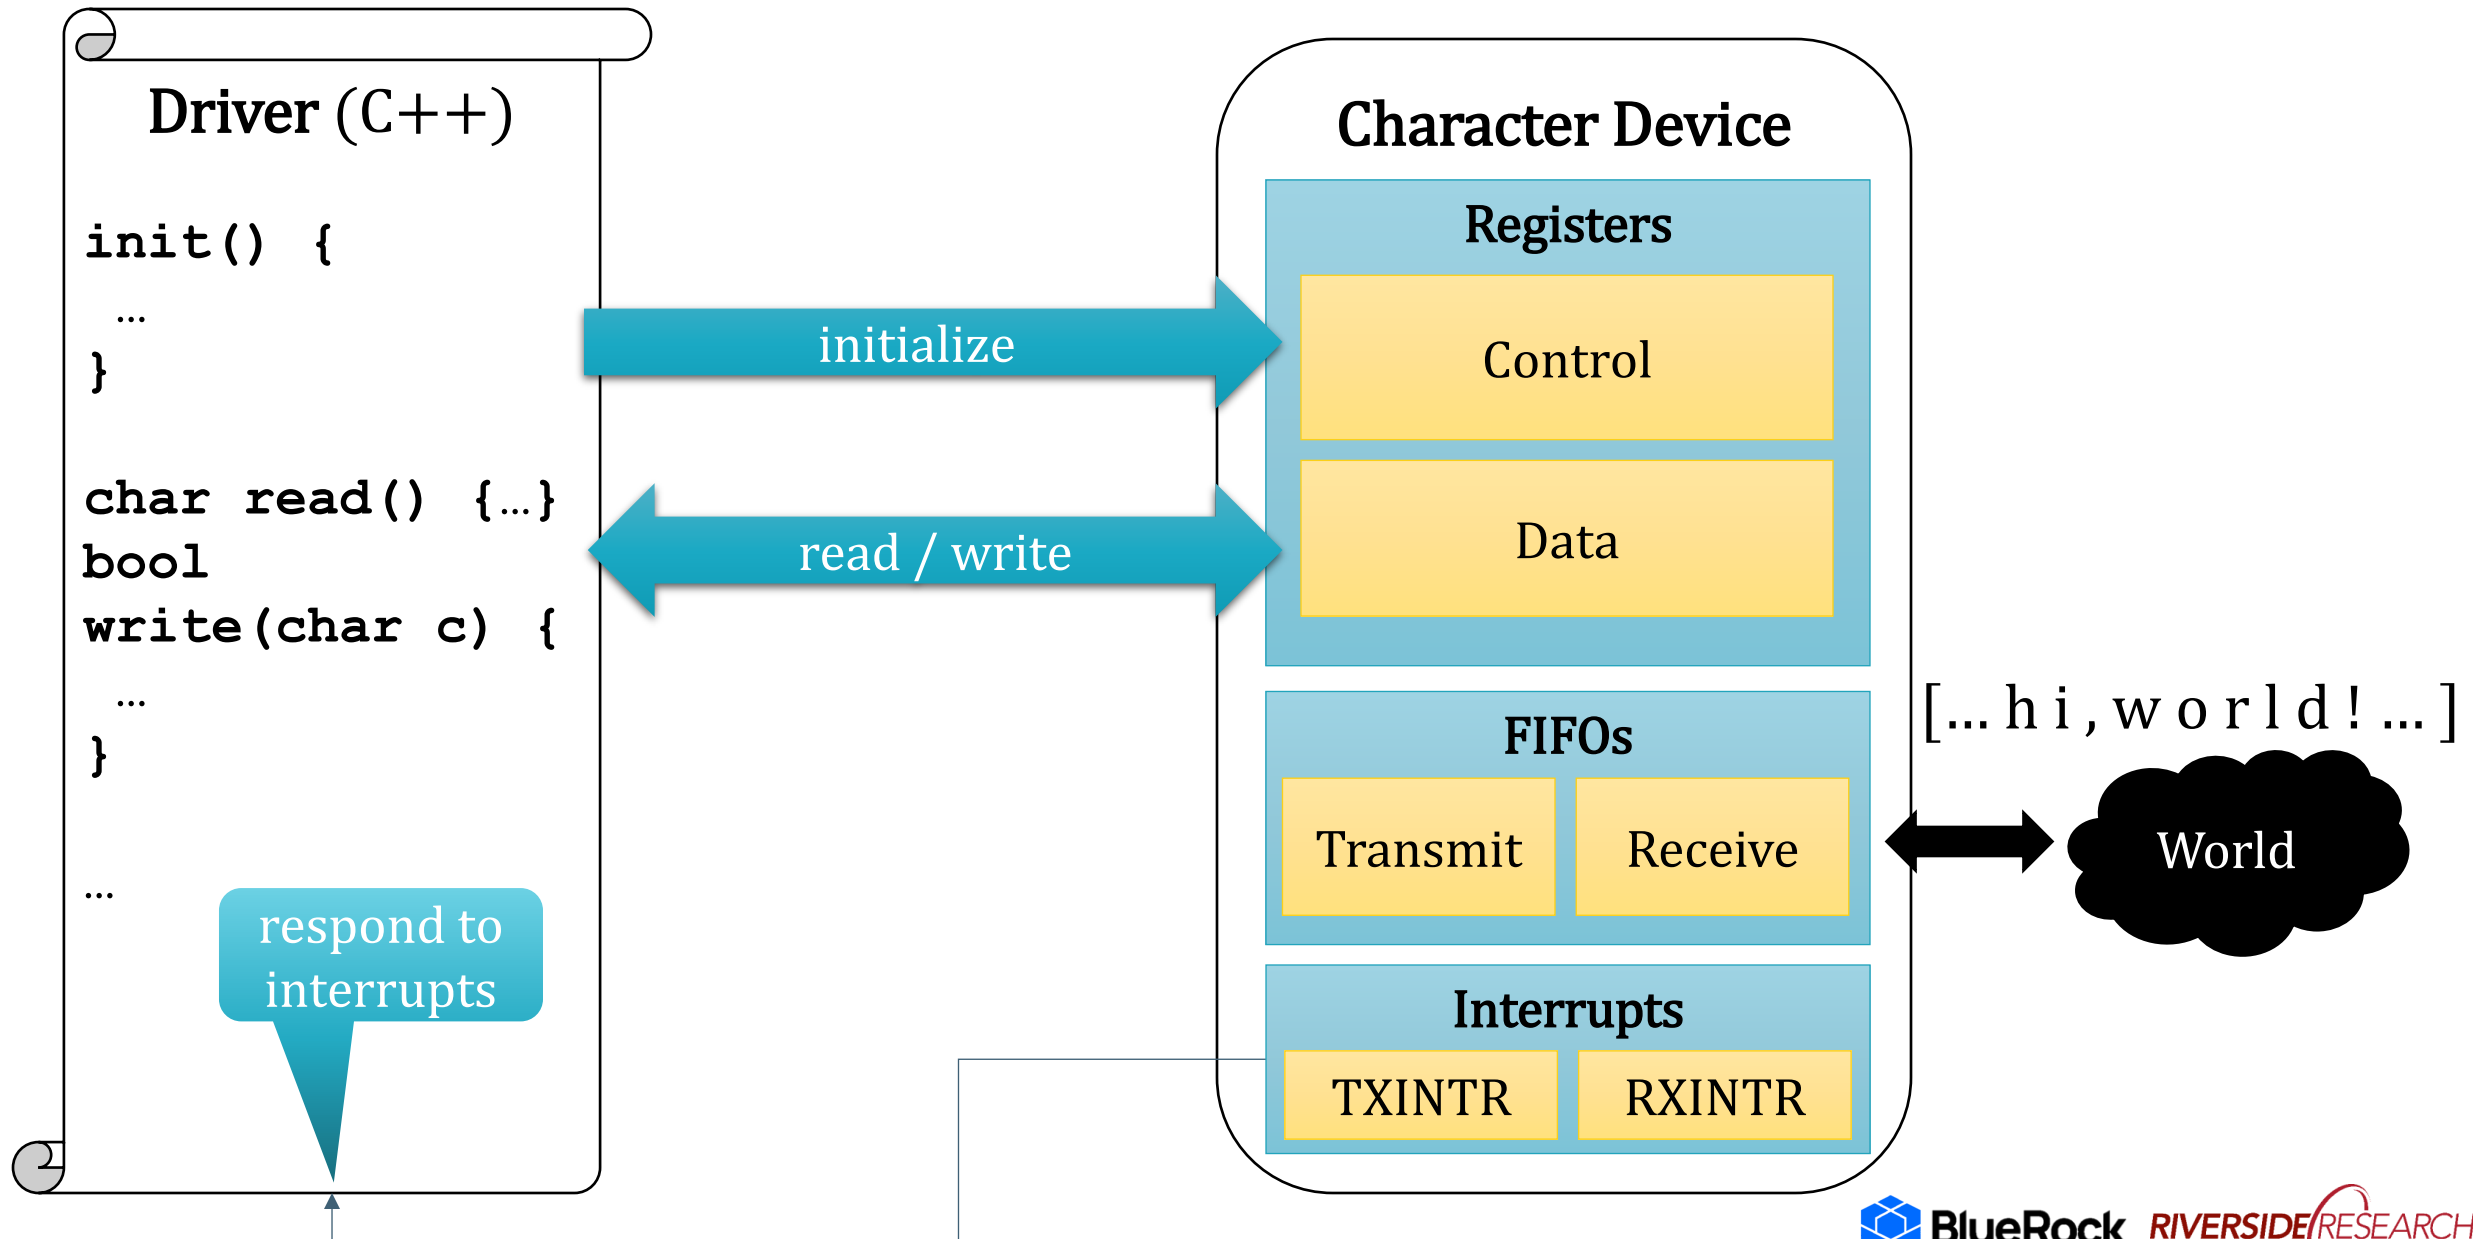 Driver (C++)
init() {
…
}
char read() {…}
bool
write(char c) {
…
}
…
respond to
interrupts
initialize
read / write
Character Device
Registers
Control
Data
FIFOs
Transmit
Receive
Interrupts
TXINTR
RXINTR
[… h i , w o r l d ! … ]
World
BlueRock
RIVERSIDE RESEARCH